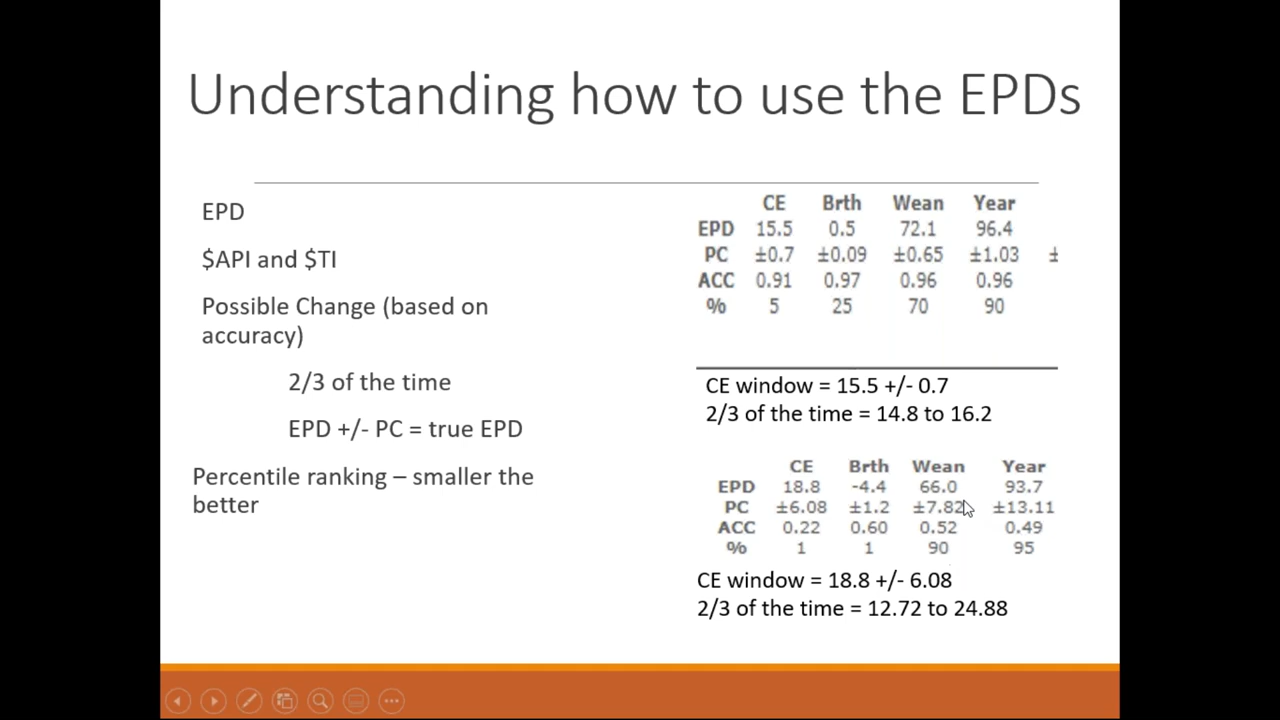 Understanding how to use the EPDs
EPD
$API and $TI
Possible Change (based on
accuracy)
2/3 of the time
EPD +/- PC = true EPD
Percentile ranking – smaller the
better
CE Brth Wean Year
EPD 15.5 0.5 72.1 96.4
PC ±0.7 ±0.09 ±0.65 ±1.03 ±
ACC 0.91 0.97 0.96 0.96
% 5 25 70 90
CE window = 15.5 +/- 0.7
2/3 of the time = 14.8 to 16.2
CE Brth Wean Year
EPD 18.8 -4.4 66.0 93.7
PC ±6.08 ±1.2 ±7.82 ±13.11
ACC 0.22 0.60 0.52 0.49
% 1 1 90 95
CE window = 18.8 +/- 6.08
2/3 of the time = 12.72 to 24.88